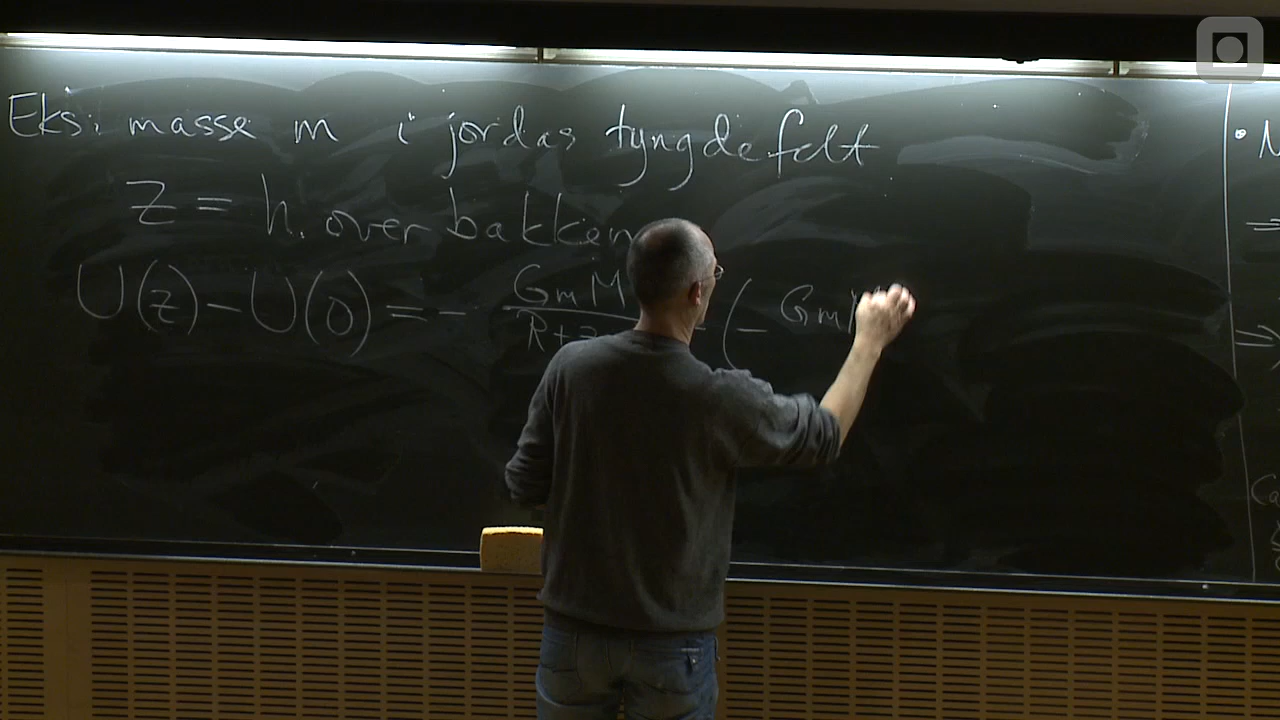 Eks: masse m i jordas tyngdefelt
z = h. over bakken
U(z) - U(0) = - GmM / R+z - (- GmM